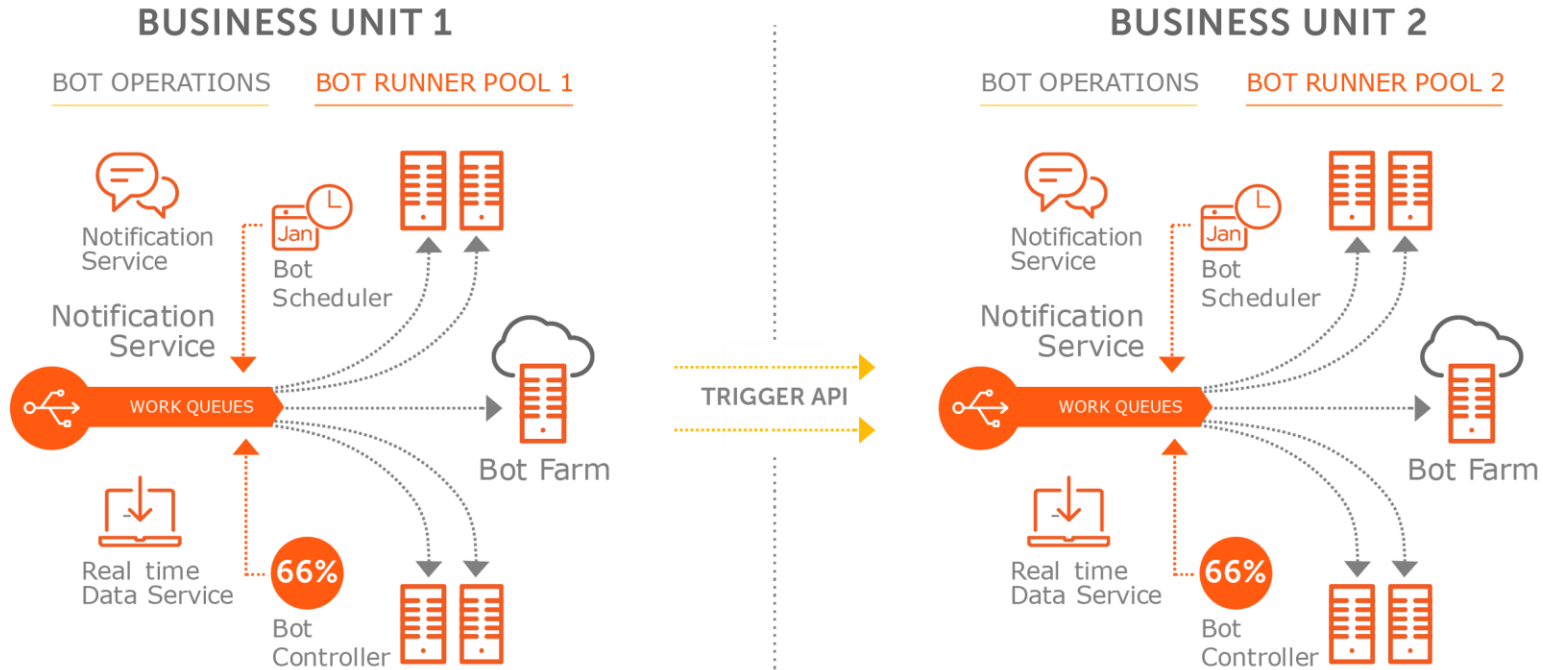 BUSINESS UNIT 1
BOT OPERATIONS
BOT RUNNER POOL 1
Notification
Service
Jan
Bot
Scheduler
Notification
Service
WORK QUEUES
Bot Farm
Real time
Data Service
66%
Bot
Controller
TRIGGER API
BUSINESS UNIT 2
BOT OPERATIONS
BOT RUNNER POOL 2
Notification
Service
Jan
Bot
Scheduler
Notification
Service
WORK QUEUES
Bot Farm
Real time
Data Service
66%
Bot
Controller